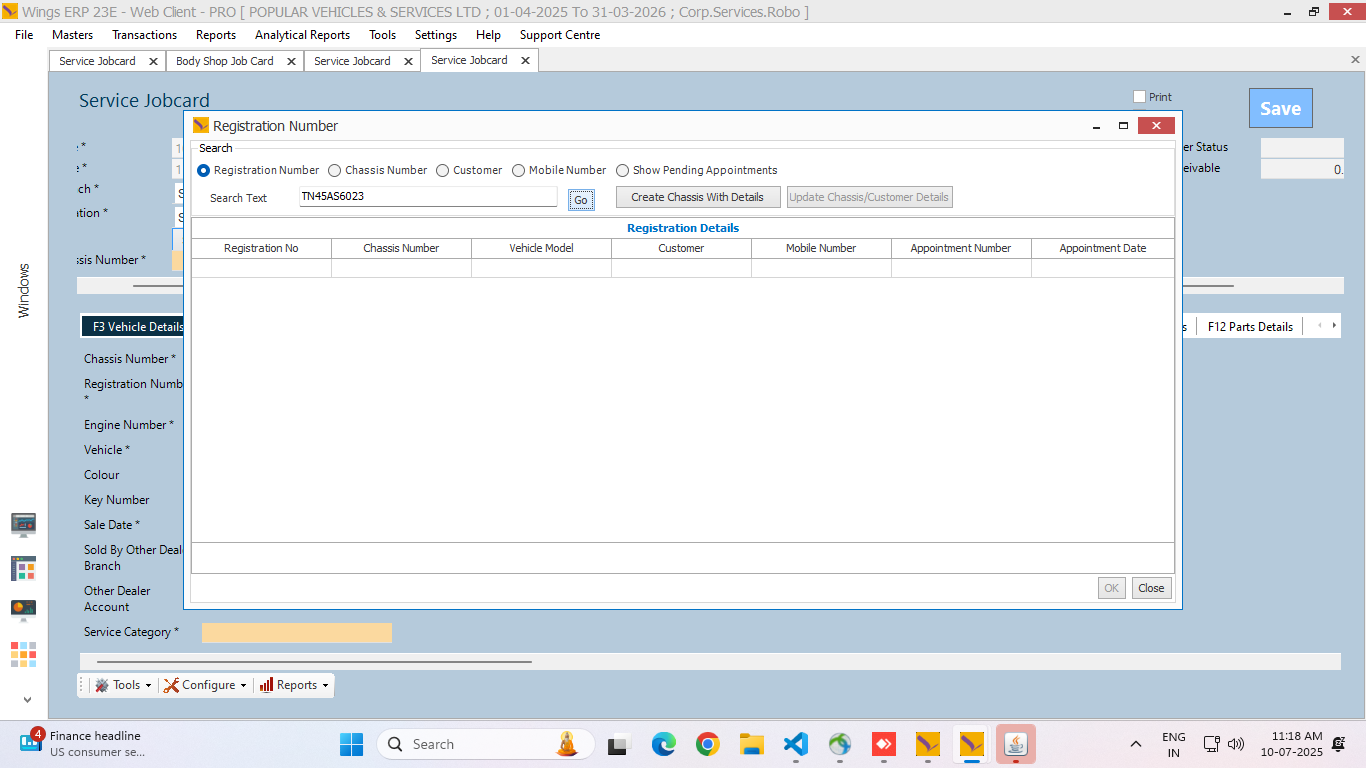 Wings ERP 23E - Web Client - PRO [ POPULAR VEHICLES & SERVICES LTD ; 01-04-2025 To 31-03-2026 ; Corp.Services.Robo ]
File Masters Transactions Reports Analytical Reports Tools Settings Help Support Centre
Service Jobcard Body Shop Job Card Service Jobcard Service Jobcard
Service Jobcard
Print
Save
Registration Number
Search
Registration Number Chassis Number Customer Mobile Number Show Pending Appointments
Search Text TN45AS6023 Go Create Chassis With Details Update Chassis/Customer Details
Registration Details
Registration No Chassis Number Vehicle Model Customer Mobile Number Appointment Number Appointment Date
OK Close
er Status
eivable 0.
ch *
ation *
ssis Number *
Windows
F3 Vehicle Details s F12 Parts Details
Chassis Number *
Registration Numb
*
Engine Number *
Vehicle *
Colour
Key Number
Sale Date *
Sold By Other Deal
Branch
Other Dealer
Account
Service Category *
Tools Configure Reports
4
Finance headline
US consumer se...
Search
ENG
IN
11:18 AM
10-07-2025